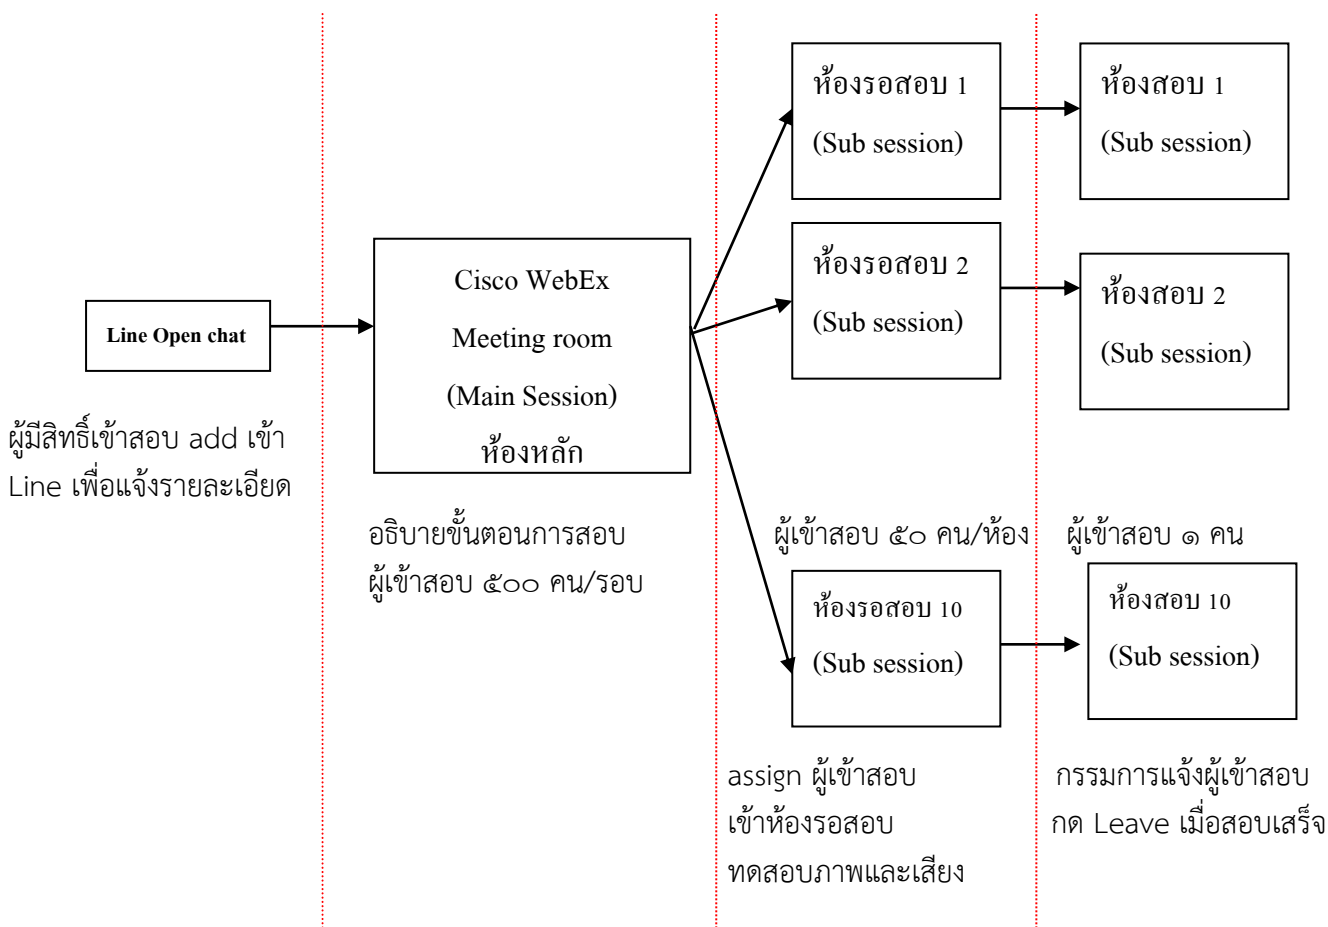 Line Open chat
ผู้มีสิทธิ์เข้าสอบ add เข้า
Line เพื่อแจ้งรายละเอียด
Cisco WebEx
Meeting room
(Main Session)
ห้องหลัก
อธิบายขั้นตอนการสอบ
ผู้เข้าสอบ ๕๐๐ คน/รอบ
ห้องรอสอบ 1
(Sub session)
ห้องรอสอบ 2
(Sub session)
ผู้เข้าสอบ ๕๐ คน/ห้อง
ห้องรอสอบ 10
(Sub session)
assign ผู้เข้าสอบ
เข้าห้องรอสอบ
ทดสอบภาพและเสียง
ห้องสอบ 1
(Sub session)
ห้องสอบ 2
(Sub session)
ผู้เข้าสอบ ๑ คน
ห้องสอบ 10
(Sub session)
กรรมการแจ้งผู้เข้าสอบ
กด Leave เมื่อสอบเสร็จ